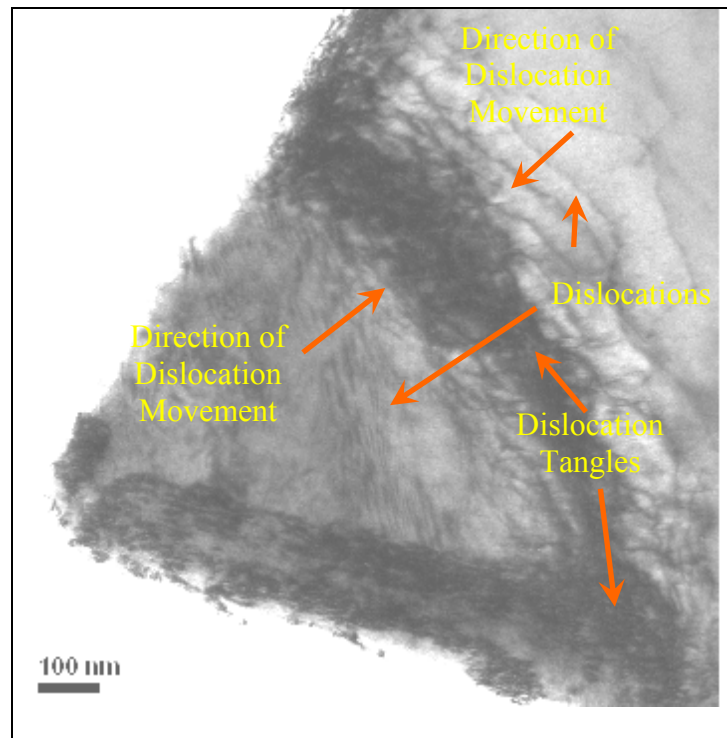 Direction of
Dislocation
Movement
Dislocations
Direction of
Dislocation
Movement
Dislocation
Tangles
100 nm